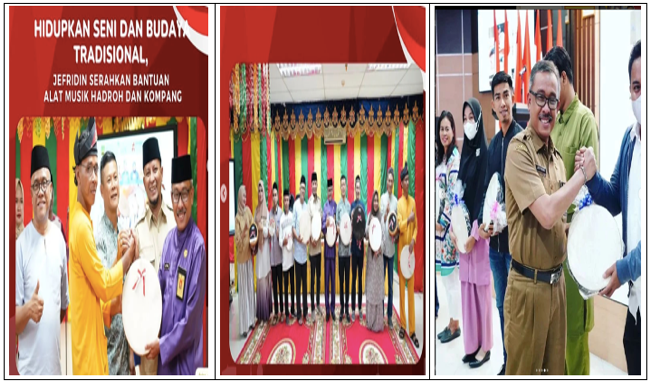 HIDUPKAN SENI DAN BUDAYA
TRADISIONAL,
JEFRIDIN SERAHKAN BANTUAN
ALAT MUSIK HADROH DAN KOMPANG